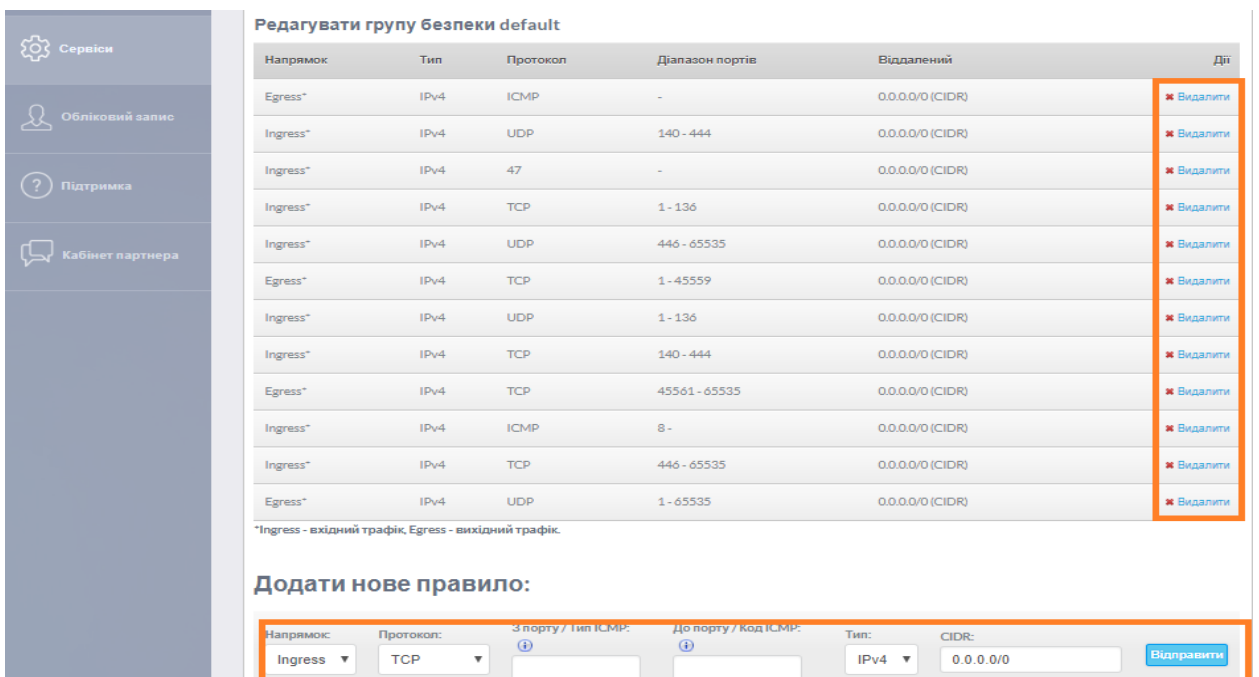 Редагувати групу безпеки default
Сервіси
Обліковий запис
Підтримка
Кабінет партнера
Напрямок Тип Протокол Діапазон портів Віддалений Дії
Egress* IPv4 ICMP - 0.0.0.0/0 (CIDR) Видалити
Ingress* IPv4 UDP 140 - 444 0.0.0.0/0 (CIDR) Видалити
Ingress* IPv4 47 - 0.0.0.0/0 (CIDR) Видалити
Ingress* IPv4 TCP 1 - 136 0.0.0.0/0 (CIDR) Видалити
Ingress* IPv4 UDP 446 - 65535 0.0.0.0/0 (CIDR) Видалити
Egress* IPv4 TCP 1 - 45559 0.0.0.0/0 (CIDR) Видалити
Ingress* IPv4 UDP 1 - 136 0.0.0.0/0 (CIDR) Видалити
Ingress* IPv4 TCP 140 - 444 0.0.0.0/0 (CIDR) Видалити
Egress* IPv4 TCP 45561 - 65535 0.0.0.0/0 (CIDR) Видалити
Ingress* IPv4 ICMP 8 - 0.0.0.0/0 (CIDR) Видалити
Ingress* IPv4 TCP 446 - 65535 0.0.0.0/0 (CIDR) Видалити
Egress* IPv4 UDP 1 - 65535 0.0.0.0/0 (CIDR) Видалити
*Ingress - вхідний трафік, Egress - вихідний трафік.
Додати нове правило:
Напрямок: Протокол: З порту / Тип ICMP: До порту / Код ICMP: Тип: CIDR:
Ingress TCP IPv4 0.0.0.0/0 Відправити